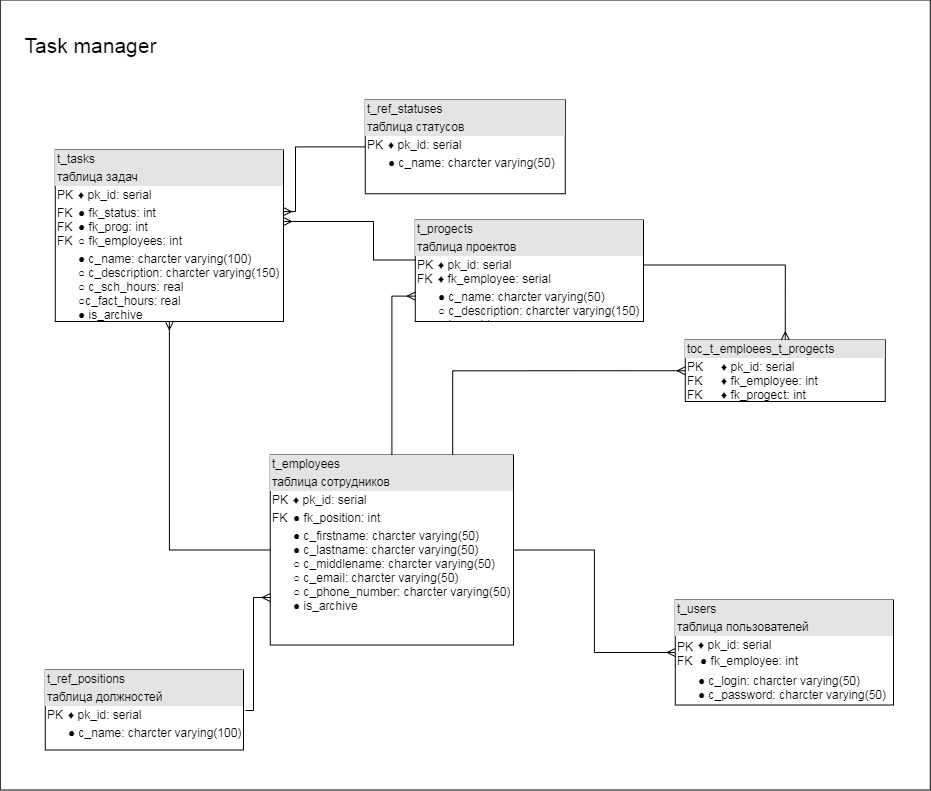 Task manager
t_ref_statuses
таблица статусов
PK ♦ pk_id: serial
● c_name: charcter varying(50)
t_tasks
таблица задач
PK ♦ pk_id: serial
FK ● fk_status: int
FK ● fk_prog: int
FK ○ fk_employees: int
● c_name: charcter varying(100)
○ c_description: charcter varying(150)
○ c_sch_hours: real
○c_fact_hours: real
● is_archive
t_progects
таблица проектов
PK ♦ pk_id: serial
FK ♦ fk_employee: serial
● c_name: charcter varying(50)
○ c_description: charcter varying(150)
toc_t_emploees_t_progects
PK ♦ pk_id: serial
FK ♦ fk_employee: int
FK ♦ fk_progect: int
t_employees
таблица сотрудников
PK ♦ pk_id: serial
FK ● fk_position: int
● c_firstname: charcter varying(50)
● c_lastname: charcter varying(50)
○ c_middlename: charcter varying(50)
○ c_email: charcter varying(50)
○ c_phone_number: charcter varying(50)
● is_archive
t_users
таблица пользователей
PK ♦ pk_id: serial
FK ● fk_employee: int
● c_login: charcter varying(50)
● c_password: charcter varying(50)
t_ref_positions
таблица должностей
PK ♦ pk_id: serial
● c_name: charcter varying(100)